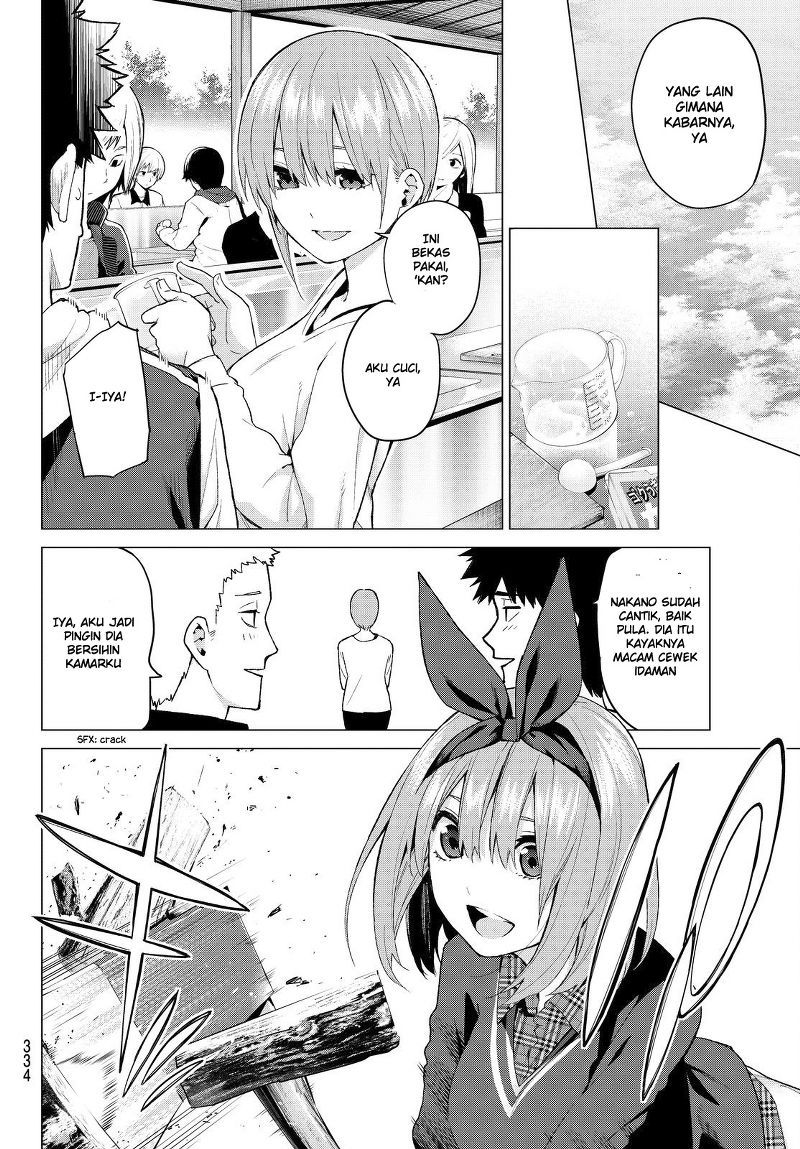 YANG LAIN
GIMANA
KABARNYA,
YA
INI
BEKAS
PAKAI,
'KAN?
AKU CUCI,
YA
I-IYA!
NAKANO SUDAH
CANTIK, BAIK
PULA. DIA ITU
KAYAKNYA
MACAM CEWEK
IDAMAN
IYA, AKU JADI
PINGIN DIA
BERSIHIN
KAMARKU
SFX: crack
334